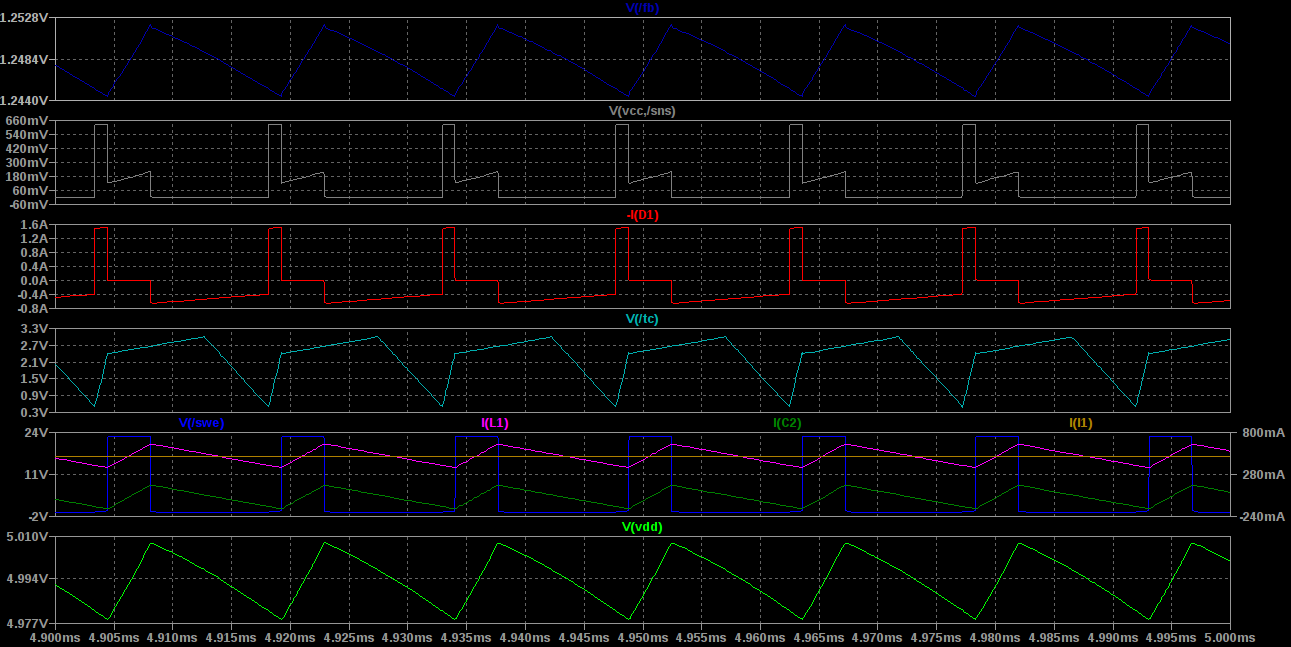 V(/fb)
1.2528V
1.2484V
1.2440V
V(vcc,/sns)
660mV
540mV
420mV
300mV
180mV
60mV
-60mV
-I(D1)
1.6A
1.2A
0.8A
0.4A
0.0A
-0.4A
-0.8A
V(/tc)
3.3V
2.7V
2.1V
1.5V
0.9V
0.3V
V(/swe) I(L1) I(C2) I(I1)
24V 800mA
11V 280mA
-2V -240mA
V(vdd)
5.010V
4.994V
4.977V
4.900ms 4.905ms 4.910ms 4.915ms 4.920ms 4.925ms 4.930ms 4.935ms 4.940ms 4.945ms 4.950ms 4.955ms 4.960ms 4.965ms 4.970ms 4.975ms 4.980ms 4.985ms 4.990ms 4.995ms 5.000ms